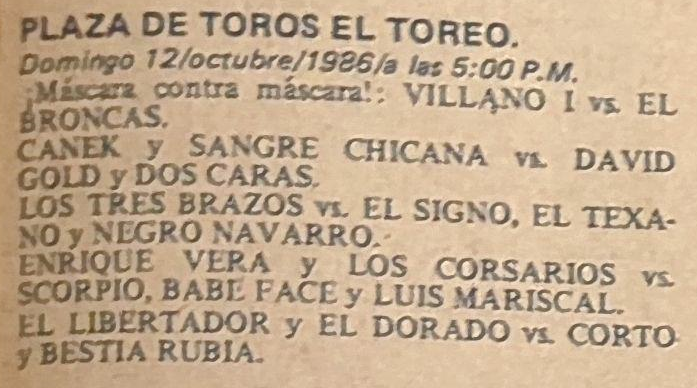 PLAZA DE TOROS EL TOREO.
Domingo 12/octubre/1986/a las 5:00 P.M.
¡Máscara contra máscara!: VILLANO I vs. EL
BRONCAS.
CANEK y SANGRE CHICANA vs. DAVID
GOLD y DOS CARAS.
LOS TRES BRAZOS vs. EL SIGNO, EL TEXA-
NO y NEGRO NAVARRO.
ENRIQUE VERA y LOS CORSARIOS vs.
SCORPIO, BABE FACE y LUIS MARISCAL.
EL LIBERTADOR y EL DORADO vs. CORTO
y BESTIA RUBIA.